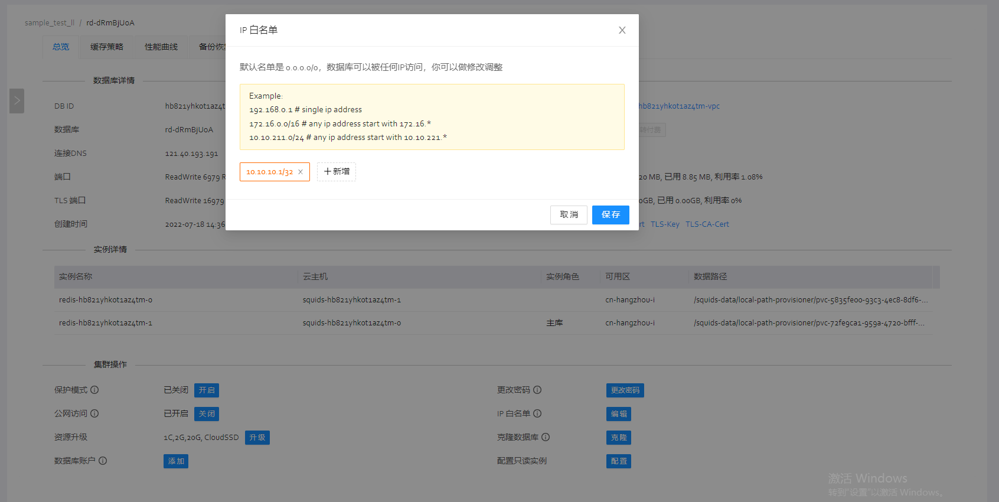 sample_test_ll / rd-dRmBjUoA
IP 白名单
总览 缓存策略 性能曲线 备份恢
默认名单是 0.0.0.0/0，数据库可以被任何IP访问，你可以做修改调整
数据库详情
Example:
192.168.0.1 # single ip address
172.16.0.0/16 # any ip address start with 172.16.*
10.10.211.0/24 # any ip address start with 10.10.221.*
DB ID hb821yhkot1az4t hb821yhkot1az4tm-vpc
数据库 rd-dRmBjUoA 转付费
连接DNS 121.40.193.191
10.10.10.1/32 新增
端口 ReadWrite 6979 R 20 MB, 已用 8.85 MB, 利用率 1.08%
TLS 端口 ReadWrite 16979 0GB, 已用 0.00GB, 利用率 0%
取消 保存
创建时间 2022-07-18 14:36 rt TLS-Key TLS-CA-Cert
实例详情
实例名称 云主机 实例角色 可用区 数据路径
redis-hb821yhkot1az4tm-0 squids-hb821yhkot1az4tm-1 cn-hangzhou-i /squids-data/local-path-provisioner/pvc-5835fe00-93c3-4ec8-8df6-...
redis-hb821yhkot1az4tm-1 squids-hb821yhkot1az4tm-0 主库 cn-hangzhou-i /squids-data/local-path-provisioner/pvc-72fe9ca1-959a-4720-bfff-...
集群操作
保护模式 已关闭 开启 更改密码 更改密码
公网访问 已开启 关闭 IP 白名单 编辑
资源升级 1C,2G,20G, CloudSSD 升级 克隆数据库 克隆
数据库账户 添加 配置只读实例 配置
激活 Windows
转到"设置"以激活 Windows。